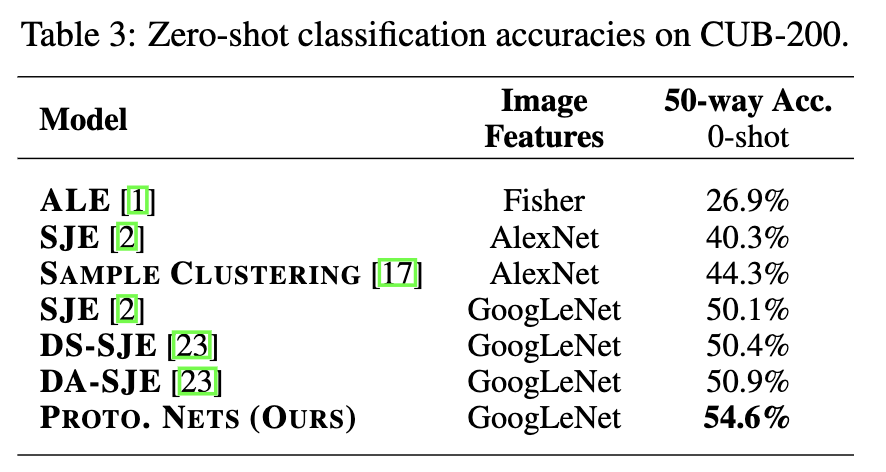 Table 3: Zero-shot classification accuracies on CUB-200.
Model Image Features 50-way Acc. 0-shot
ALE [1] Fisher 26.9%
SJE [2] AlexNet 40.3%
SAMPLE CLUSTERING [17] AlexNet 44.3%
SJE [2] GoogLeNet 50.1%
DS-SJE [23] GoogLeNet 50.4%
DA-SJE [23] GoogLeNet 50.9%
PROTO. NETS (OURS) GoogLeNet 54.6%